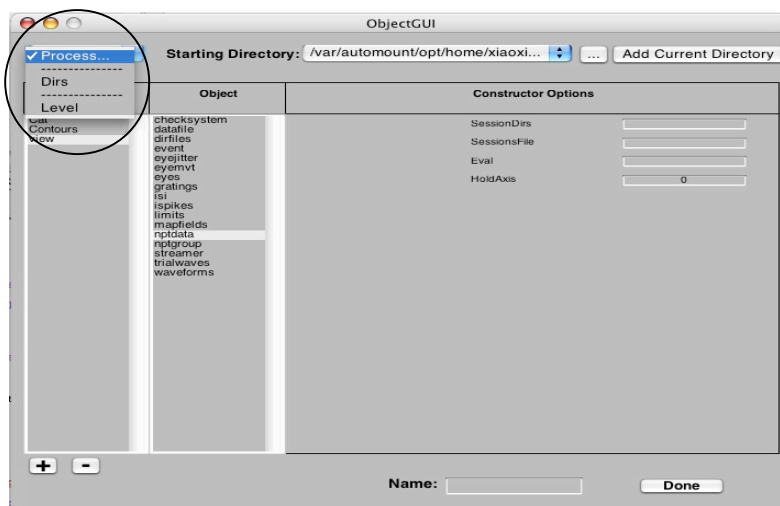 ObjectGUI
✓ Process...
---------------
Dirs
---------------
Level
Starting Directory: /var/automount/opt/home/xiaoxi... ... Add Current Directory
Object
Constructor Options
Cat
Contours
view
checksystem
datafile
dirfiles
event
eyejitter
eyemvt
eyes
gratings
isi
ispikes
limits
mapfields
nptdata
nptgroup
streamer
trialwaves
waveforms
SessionDirs
SessionsFile
Eval
HoldAxis 0
+ -
Name:
Done